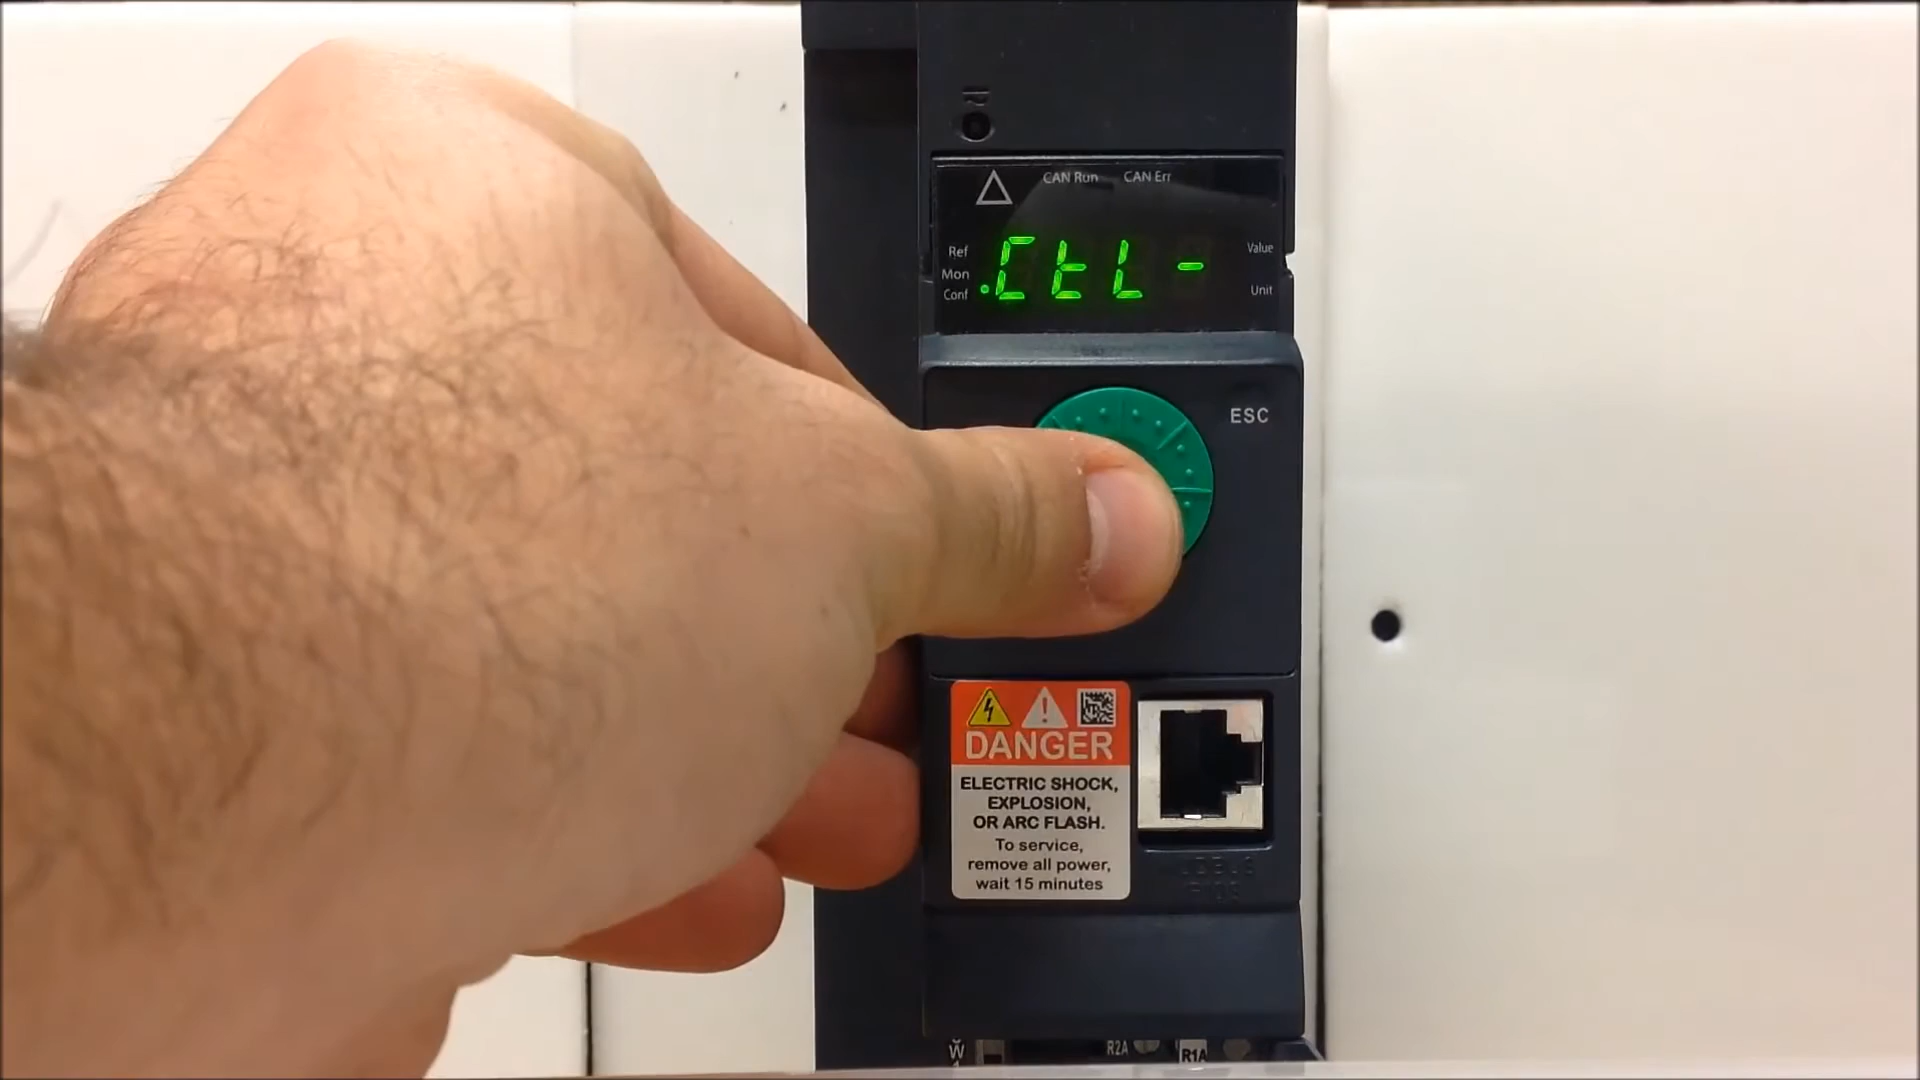 CAN Run CAN Err
Ref
Mon
Conf
.CtL -
Value
Unit
ESC
DANGER
ELECTRIC SHOCK,
EXPLOSION,
OR ARC FLASH.
To service,
remove all power,
wait 15 minutes
W
R2A
R1A